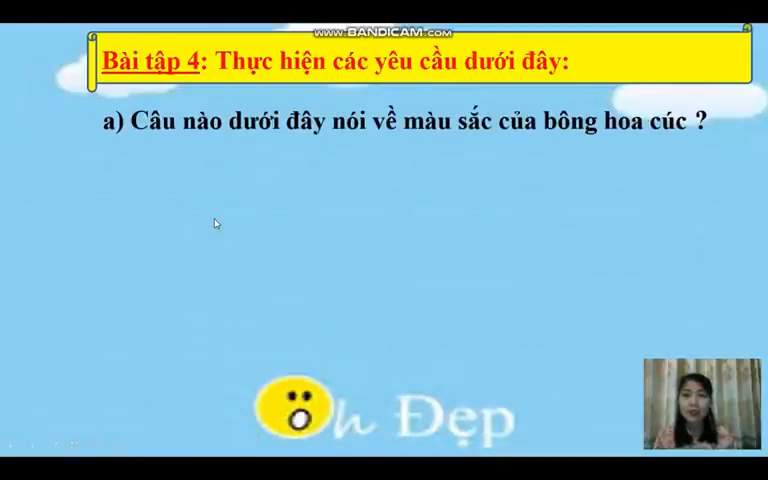 www.BANDICAM.com
Bài tập 4: Thực hiện các yêu cầu dưới đây:
a) Câu nào dưới đây nói về màu sắc của bông hoa cúc ?
Oh Đẹp